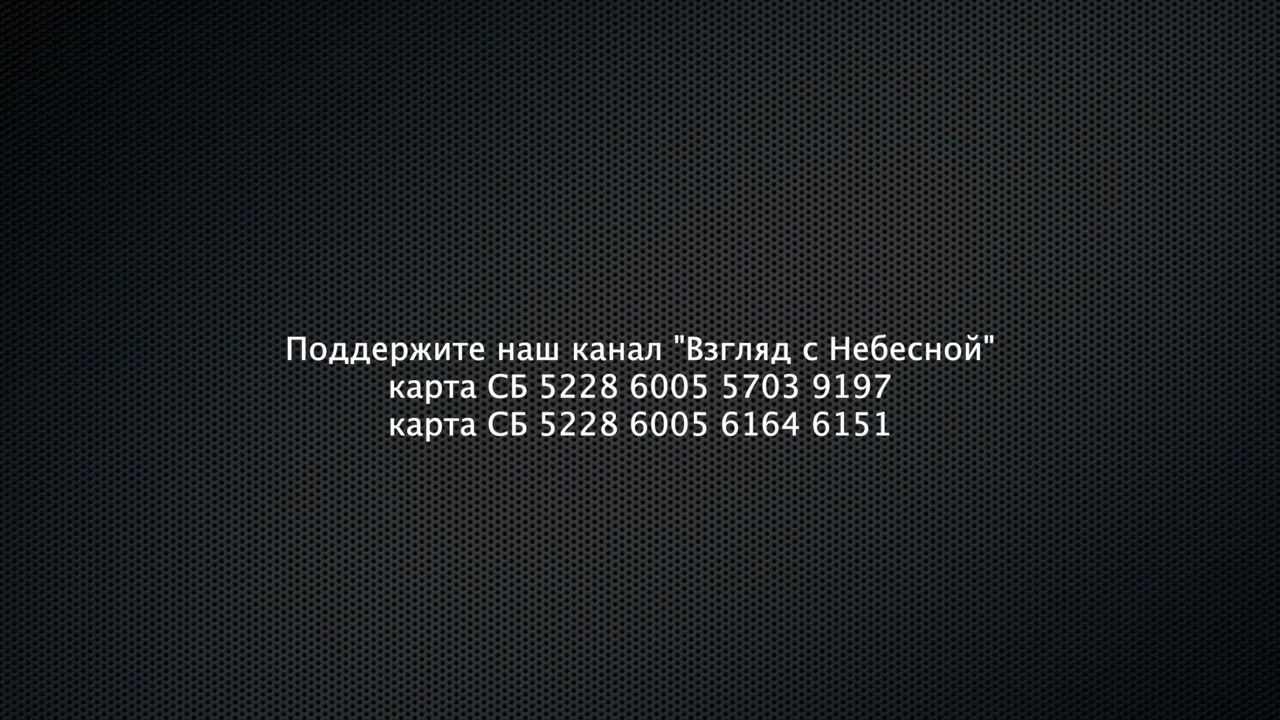 Поддержите наш канал "Взгляд с Небесной"
карта СБ 5228 6005 5703 9197
карта СБ 5228 6005 6164 6151